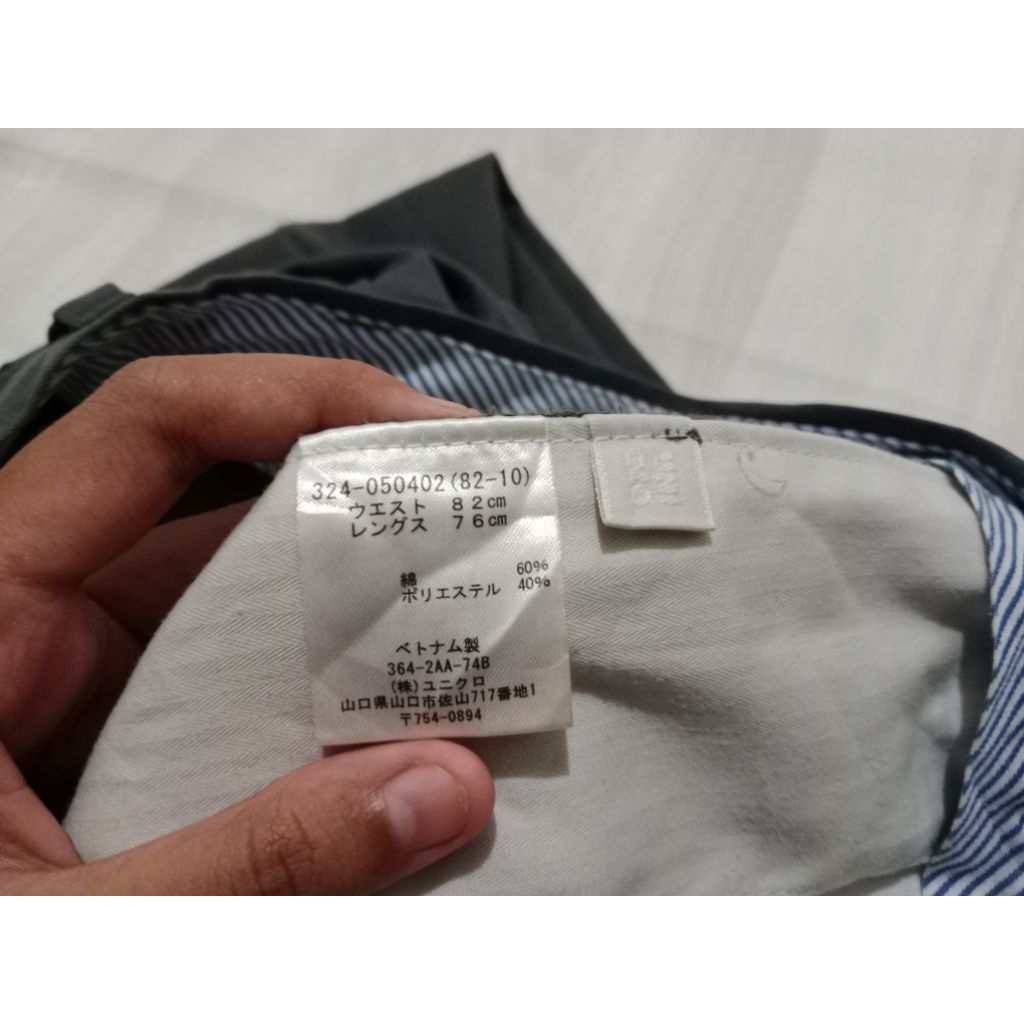 324-050402(82-10)
ウエスト 82cm
レングス 76cm
綿 60%
ポリエステル 40%
ベトナム製
364-2AA-74B
(株)ユニクロ
山口県山口市佐山717番地1
〒754-0894